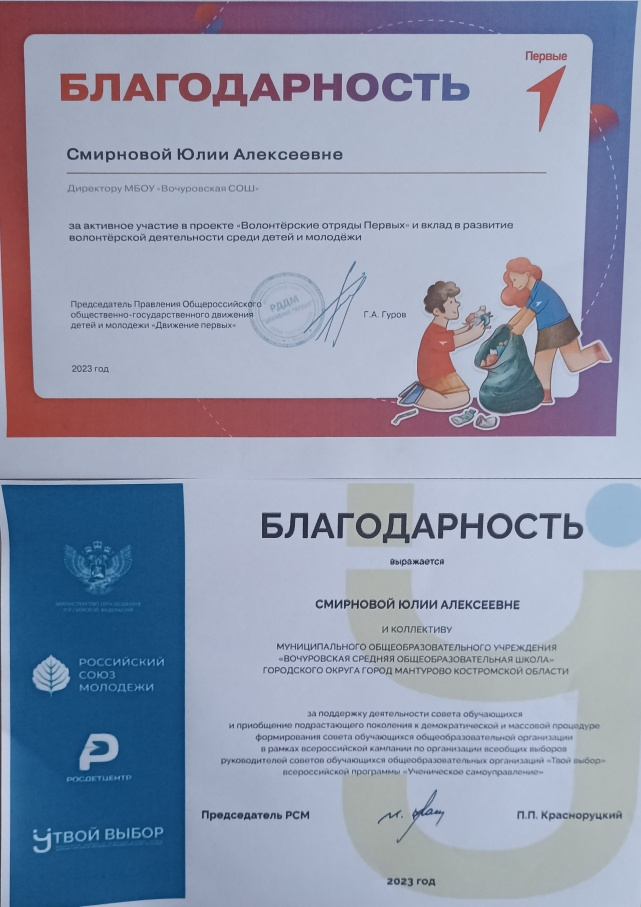 Первые
БЛАГОДАРНОСТЬ
Смирновой Юлии Алексеевне
Директору МБОУ «Вочуровская СОШ»
за активное участие в проекте «Волонтёрские отряды Первых» и вклад в развитие
волонтёрской деятельности среди детей и молодёжи
Председатель Правления Общероссийского
общественно-государственного движения
детей и молодежи «Движение первых»
РДДМ
Г.А. Гуров
2023 год
БЛАГОДАРНОСТЬ
выражается
СМИРНОВОЙ ЮЛИИ АЛЕКСЕЕВНЕ
И КОЛЛЕКТИВУ
МУНИЦИПАЛЬНОГО ОБЩЕОБРАЗОВАТЕЛЬНОГО УЧРЕЖДЕНИЯ
«ВОЧУРОВСКАЯ СРЕДНЯЯ ОБЩЕОБРАЗОВАТЕЛЬНАЯ ШКОЛА»
ГОРОДСКОГО ОКРУГА ГОРОД МАНТУРОВО КОСТРОМСКОЙ ОБЛАСТИ
за поддержку деятельности совета обучающихся
и приобщение подрастающего поколения к демократической и массовой процедуре
формирования совета обучающихся общеобразовательной организации
в рамках всероссийской кампании по организации всеобщих выборов
руководителей советов обучающихся общеобразовательных организаций «Твой выбор»
всероссийской программы «Ученическое самоуправление»
Председатель РСМ
П.П. Красноруцкий
2023 год
МИНИСТЕРСТВО ПРОСВЕЩЕНИЯ
РОССИЙСКОЙ ФЕДЕРАЦИИ
РОССИЙСКИЙ
СОЮЗ
МОЛОДЕЖИ
РОСДЕТЦЕНТР
ТВОЙ ВЫБОР